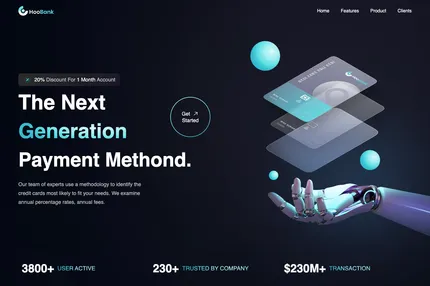 HooBank
Home Features Product Clients
20% Discount For 1 Month Account
The Next
Generation
Payment Methond.
Get
Started
Our team of experts use a methodology to identify the
credit cards most likely to fit your needs. We examine
annual percentage rates, annual fees.
HooBank
3800+ USER ACTIVE
230+ TRUSTED BY COMPANY
$230M+ TRANSACTION